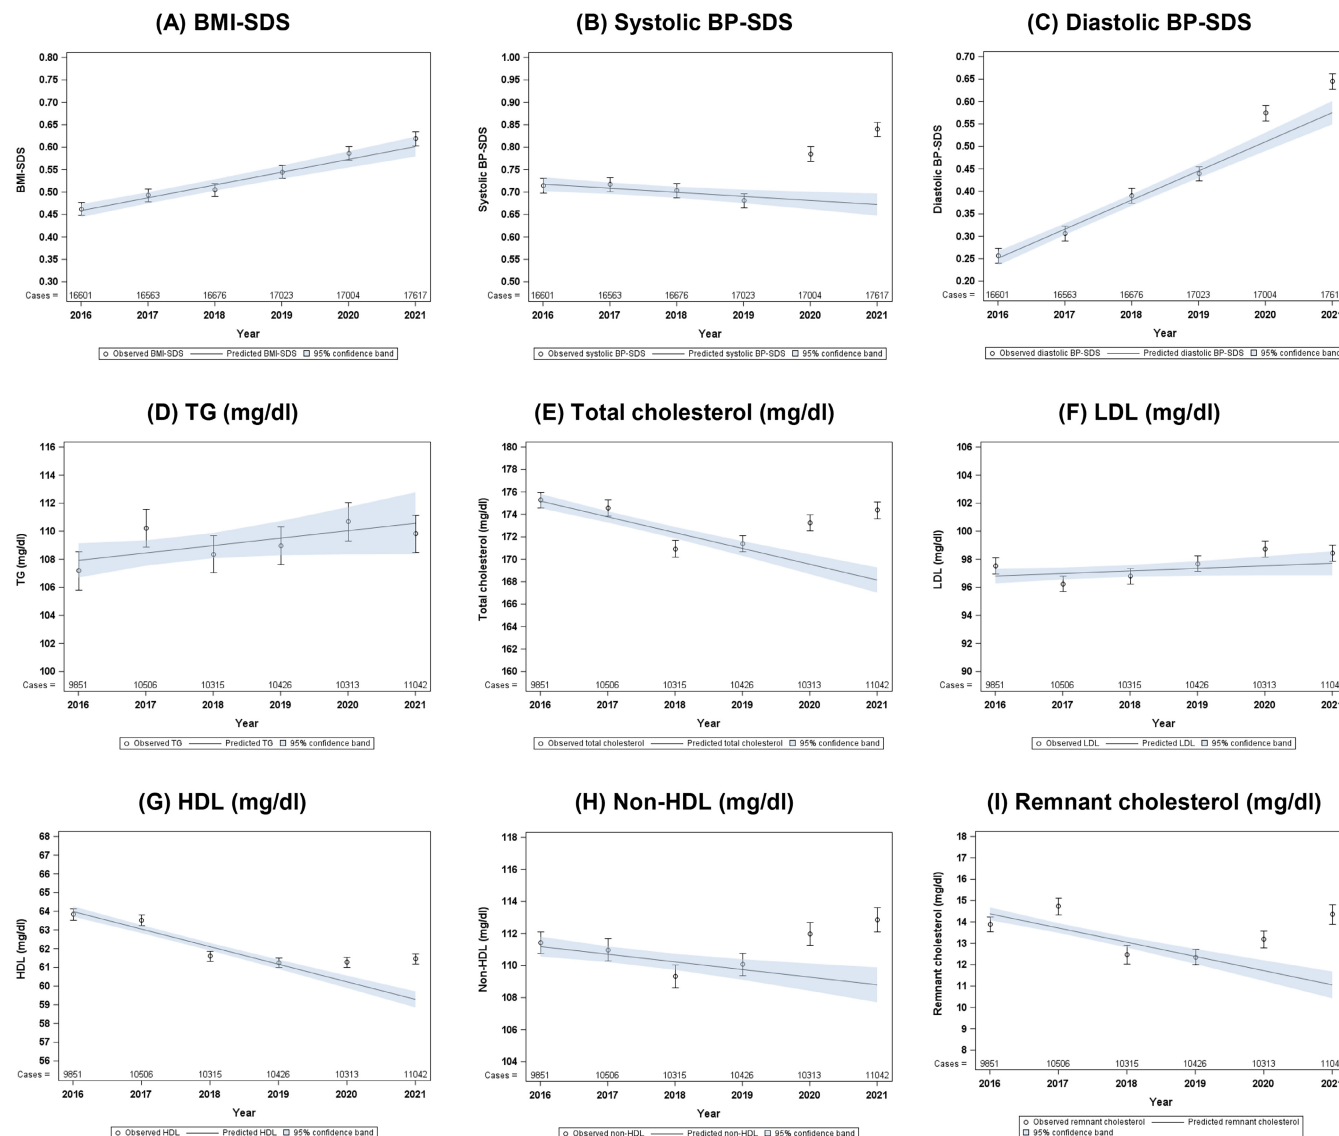 (A) BMI-SDS
BMI-SDS
0.80
0.75
0.70
0.65
0.60
0.55
0.50
0.45
0.40
0.35
0.30
Cases = 16601 16563 16676 17023 17004 17617
2016 2017 2018 2019 2020 2021
Year
Observed BMI-SDS Predicted BMI-SDS 95% confidence band
(B) Systolic BP-SDS
Systolic BP-SDS
1.00
0.95
0.90
0.85
0.80
0.75
0.70
0.65
0.60
0.55
0.50
Cases = 16601 16563 16676 17023 17004 17617
2016 2017 2018 2019 2020 2021
Year
Observed systolic BP-SDS Predicted systolic BP-SDS 95% confidence band
(C) Diastolic BP-SDS
Diastolic BP-SDS
0.70
0.65
0.60
0.55
0.50
0.45
0.40
0.35
0.30
0.25
0.20
Cases = 16601 16563 16676 17023 17004 1761
2016 2017 2018 2019 2020 2021
Year
Observed diastolic BP-SDS Predicted diastolic BP-SDS 95% confidence band
(D) TG (mg/dl)
TG (mg/dl)
116
114
112
110
108
106
104
102
100
Cases = 9851 10506 10315 10426 10313 11042
2016 2017 2018 2019 2020 2021
Year
Observed TG Predicted TG 95% confidence band
(E) Total cholesterol (mg/dl)
Total cholesterol (mg/dl)
180
178
176
174
172
170
168
166
164
162
160
Cases = 9851 10506 10315 10426 10313 11042
2016 2017 2018 2019 2020 2021
Year
Observed total cholesterol Predicted total cholesterol 95% confidence band
(F) LDL (mg/dl)
LDL (mg/dl)
106
104
102
100
98
96
94
92
90
Cases = 9851 10506 10315 10426 10313 1104
2016 2017 2018 2019 2020 2021
Year
Observed LDL Predicted LDL 95% confidence band
(G) HDL (mg/dl)
HDL (mg/dl)
68
67
66
65
64
63
62
61
60
59
58
57
56
Cases = 9851 10506 10315 10426 10313 11042
2016 2017 2018 2019 2020 2021
Year
Observed HDL Predicted HDL 95% confidence band
(H) Non-HDL (mg/dl)
Non-HDL (mg/dl)
118
116
114
112
110
108
106
104
Cases = 9851 10506 10315 10426 10313 11042
2016 2017 2018 2019 2020 2021
Year
Observed non-HDL Predicted non-HDL 95% confidence band
(I) Remnant cholesterol (mg/dl)
Remnant cholesterol (mg/dl)
18
17
16
15
14
13
12
11
10
9
8
Cases = 9851 10506 10315 10426 10313 1104
2016 2017 2018 2019 2020 2021
Year
Observed remnant cholesterol Predicted remnant cholesterol
95% confidence band